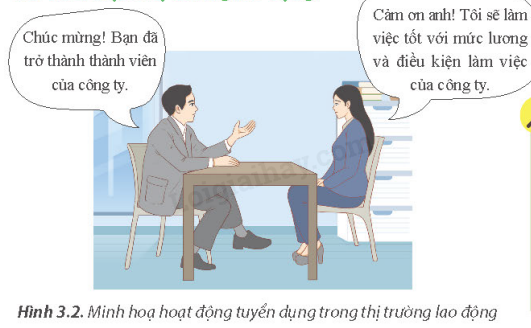 Chúc mừng! Bạn đã
trở thành thành viên
của công ty.
Cảm ơn anh! Tôi sẽ làm
việc tốt với mức lương
và điều kiện làm việc
của công ty.
loigiaihay.com
Hình 3.2. Minh hoạ hoạt động tuyển dụng trong thị trường lao động